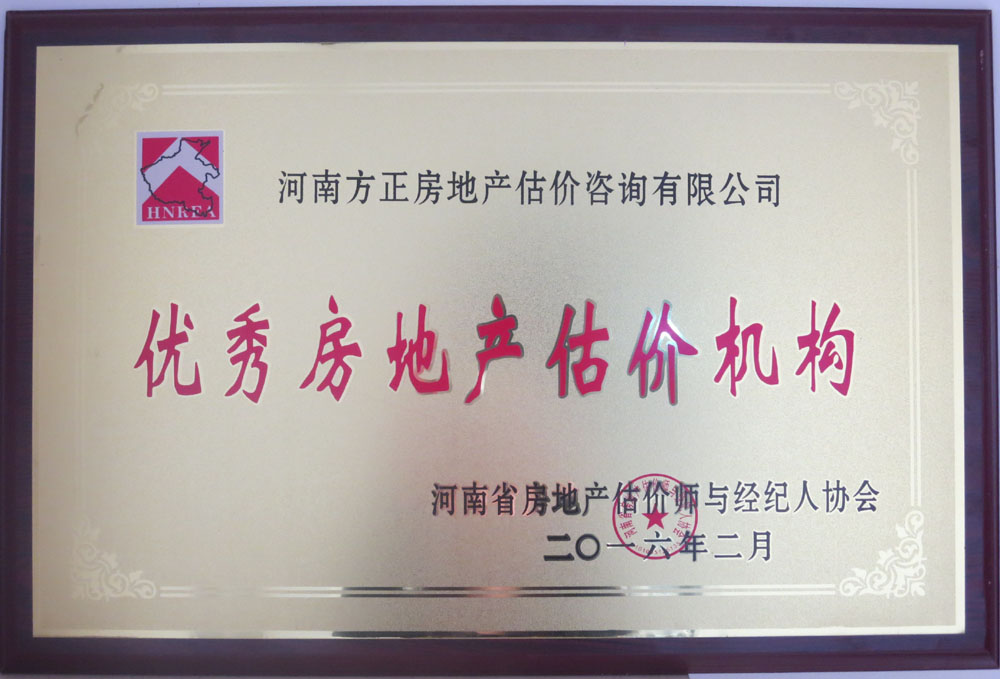 HNREA
河南方正房地产估价咨询有限公司
优秀房地产估价机构
河南省房地产估价师与经纪人协会
二〇一六年二月